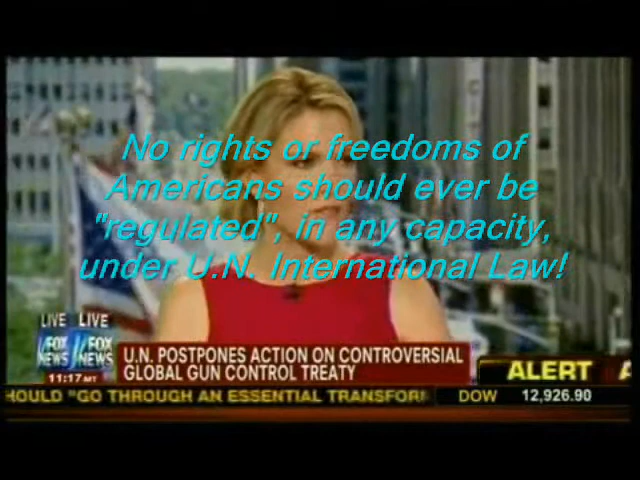 No rights or freedoms of
Americans should ever be
"regulated", in any capacity,
under U.N. International Law!
LIVE LIVE
FOX NEWS FOX NEWS
11:17 MT
U.N. POSTPONES ACTION ON CONTROVERSIAL
GLOBAL GUN CONTROL TREATY
ALERT
HOULD "GO THROUGH AN ESSENTIAL TRANSFORM
DOW 12,926.90